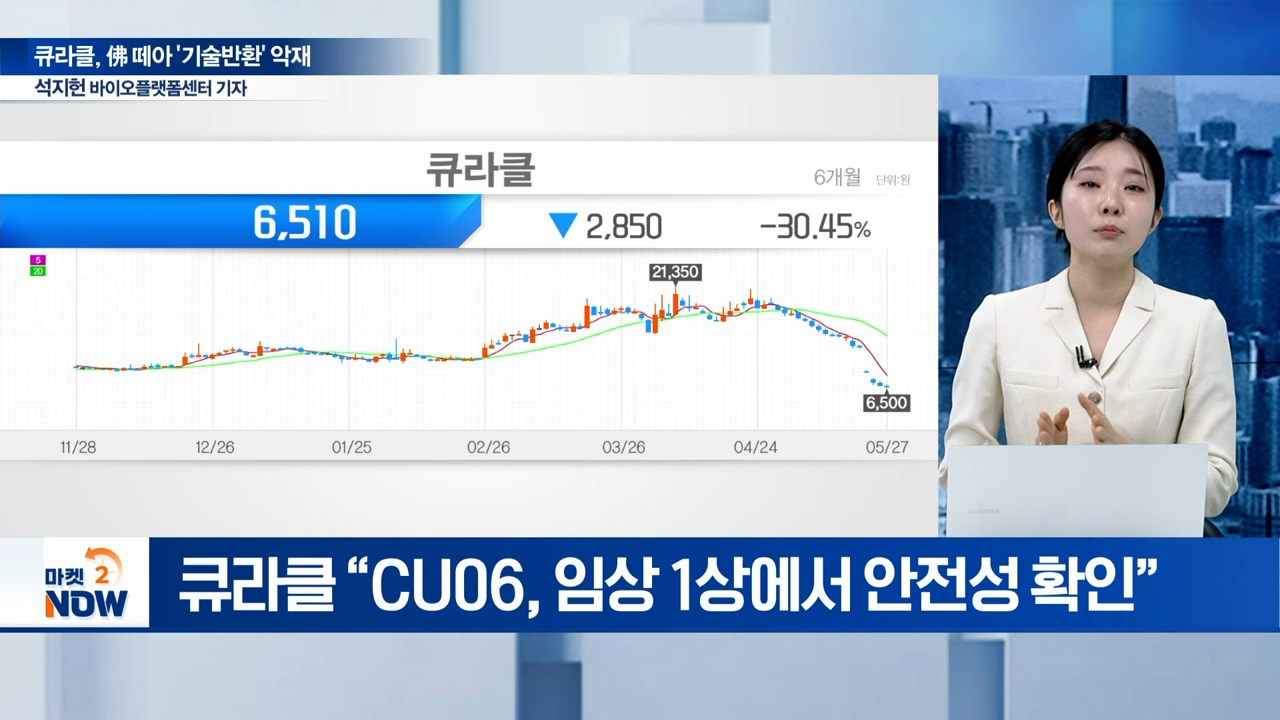 큐라클, 佛 떼아 '기술반환' 악재
석지헌 바이오플랫폼센터 기자
큐라클
6개월 단위:원
6,510 ▼ 2,850 -30.45%
5
20
21,350
6,500
11/28 12/26 01/25 02/26 03/26 04/24 05/27
마켓 2
NOW
큐라클 “CU06, 임상 1상에서 안전성 확인”